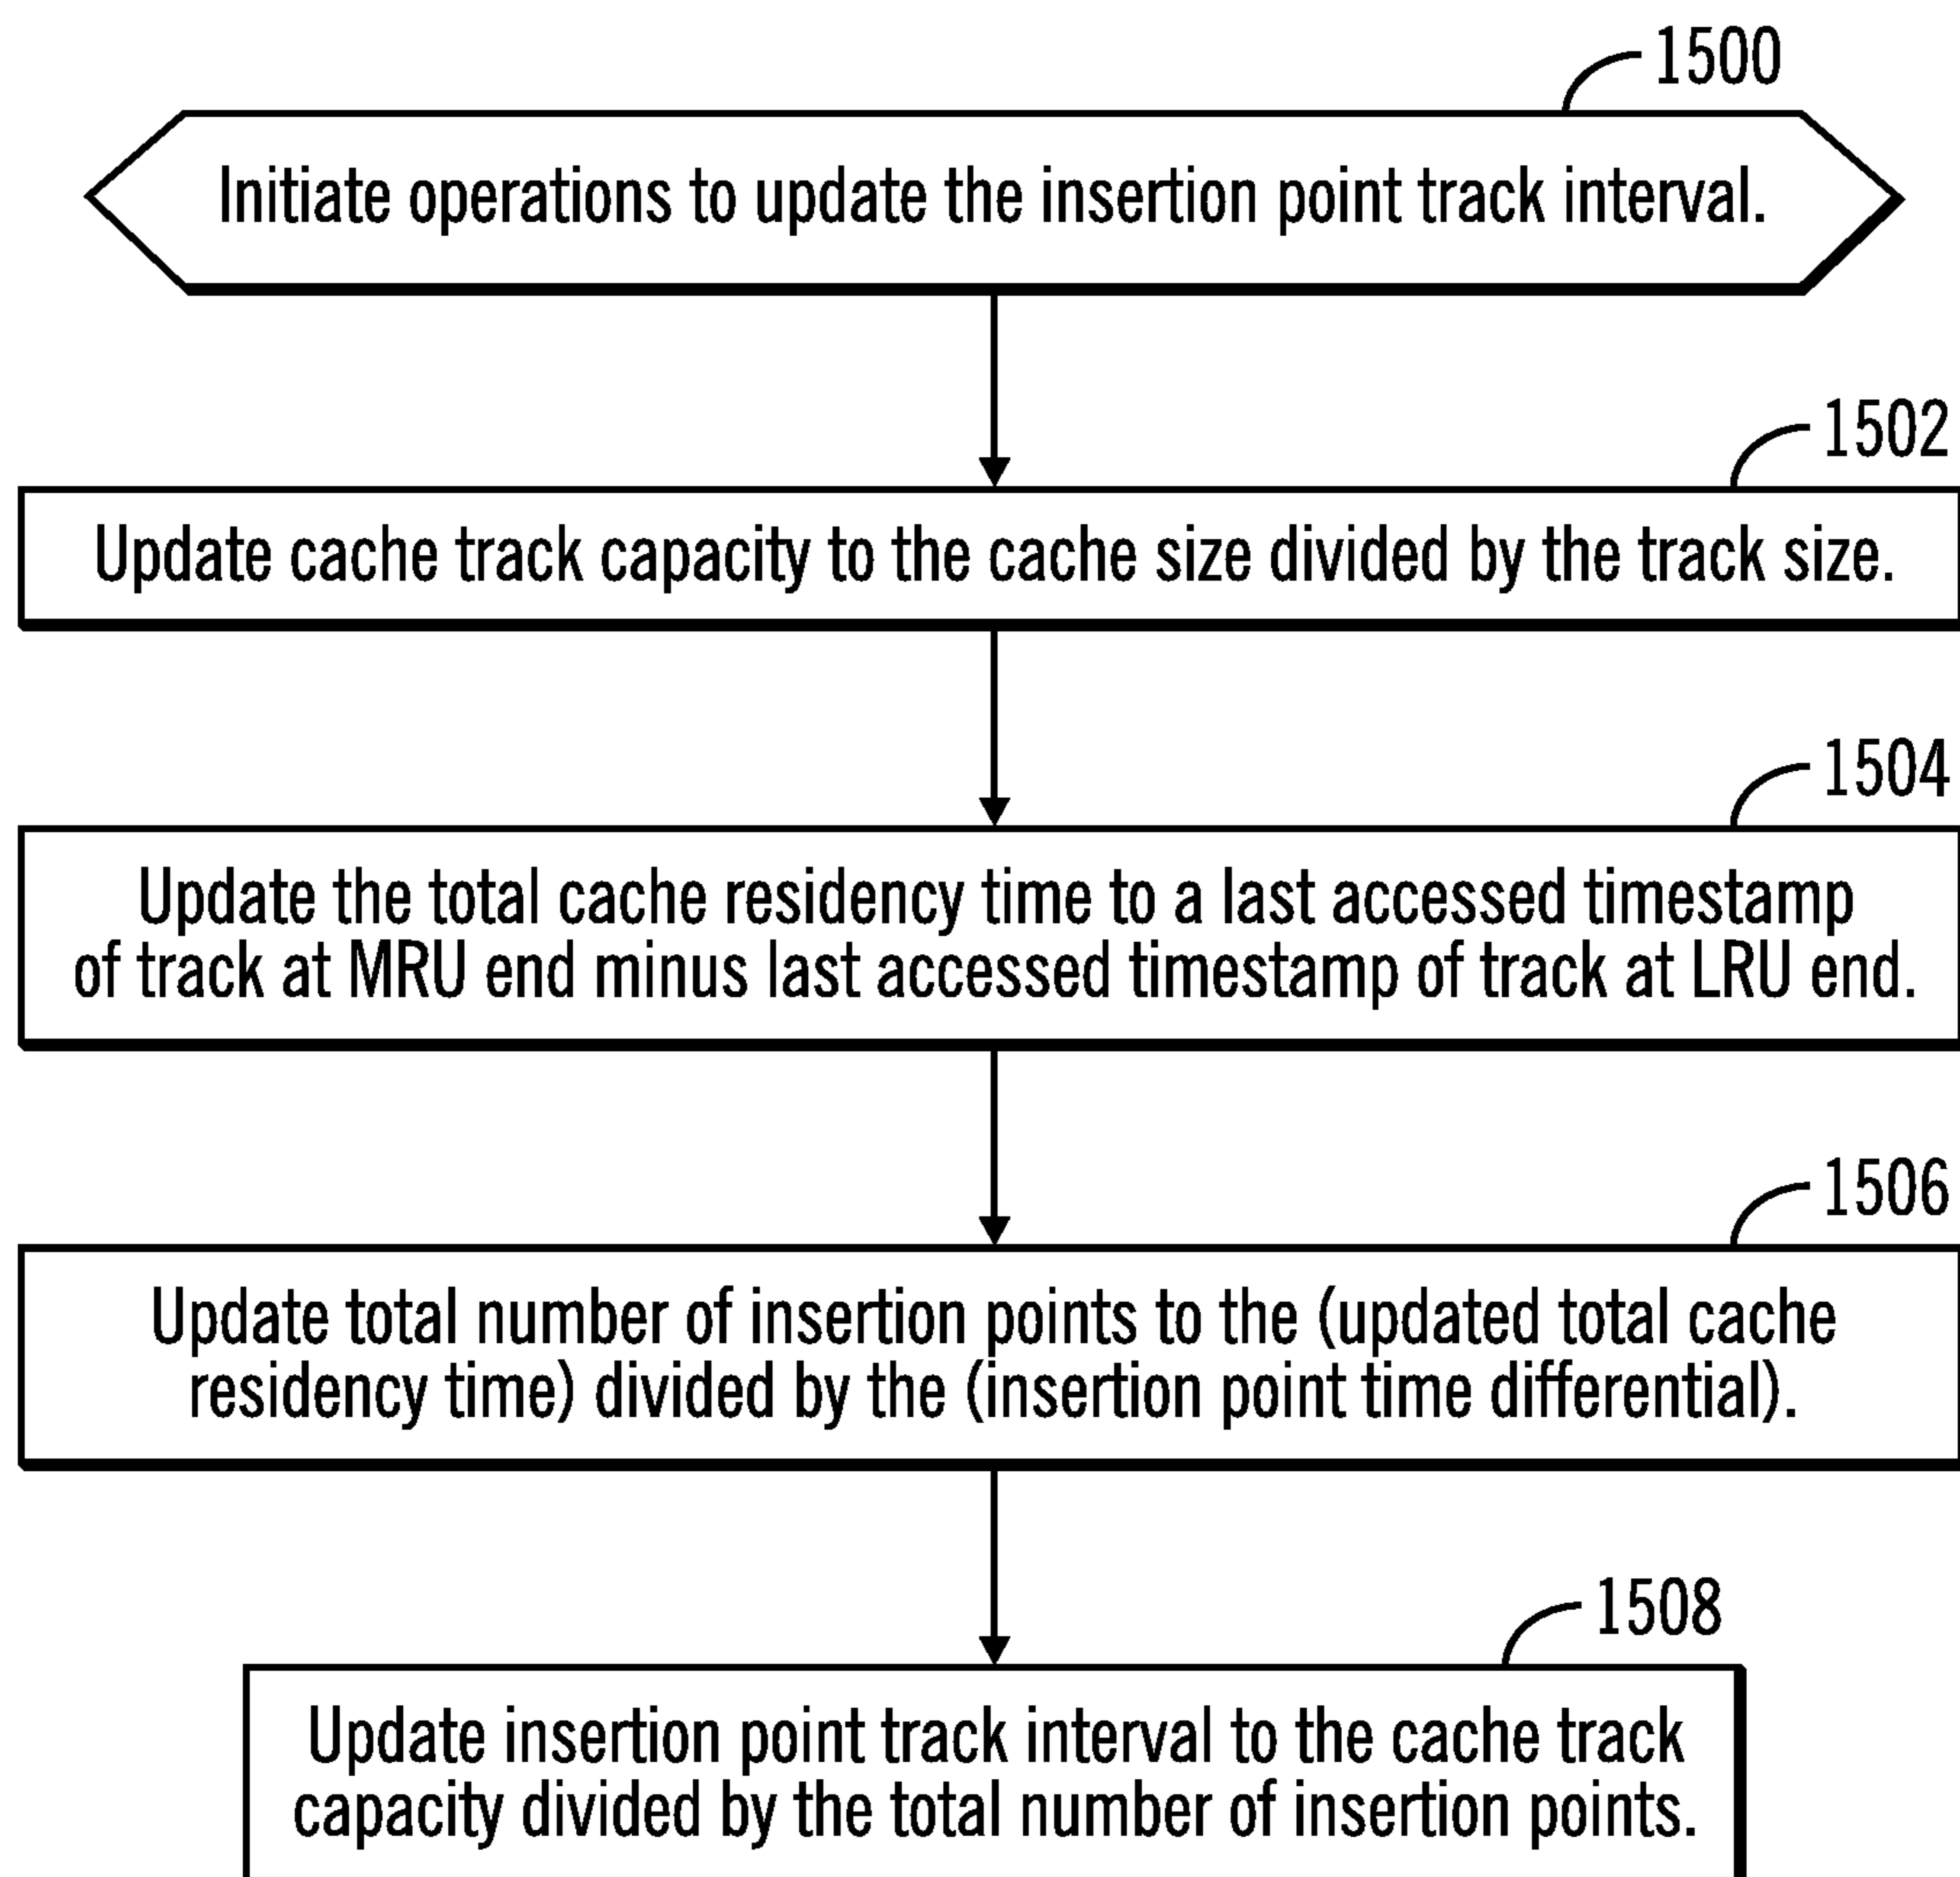 1500
Initiate operations to update the insertion point track interval.
1502
Update cache track capacity to the cache size divided by the track size.
1504
Update the total cache residency time to a last accessed timestamp
of track at MRU end minus last accessed timestamp of track at LRU end.
1506
Update total number of insertion points to the (updated total cache
residency time) divided by the (insertion point time differential).
1508
Update insertion point track interval to the cache track
capacity divided by the total number of insertion points.